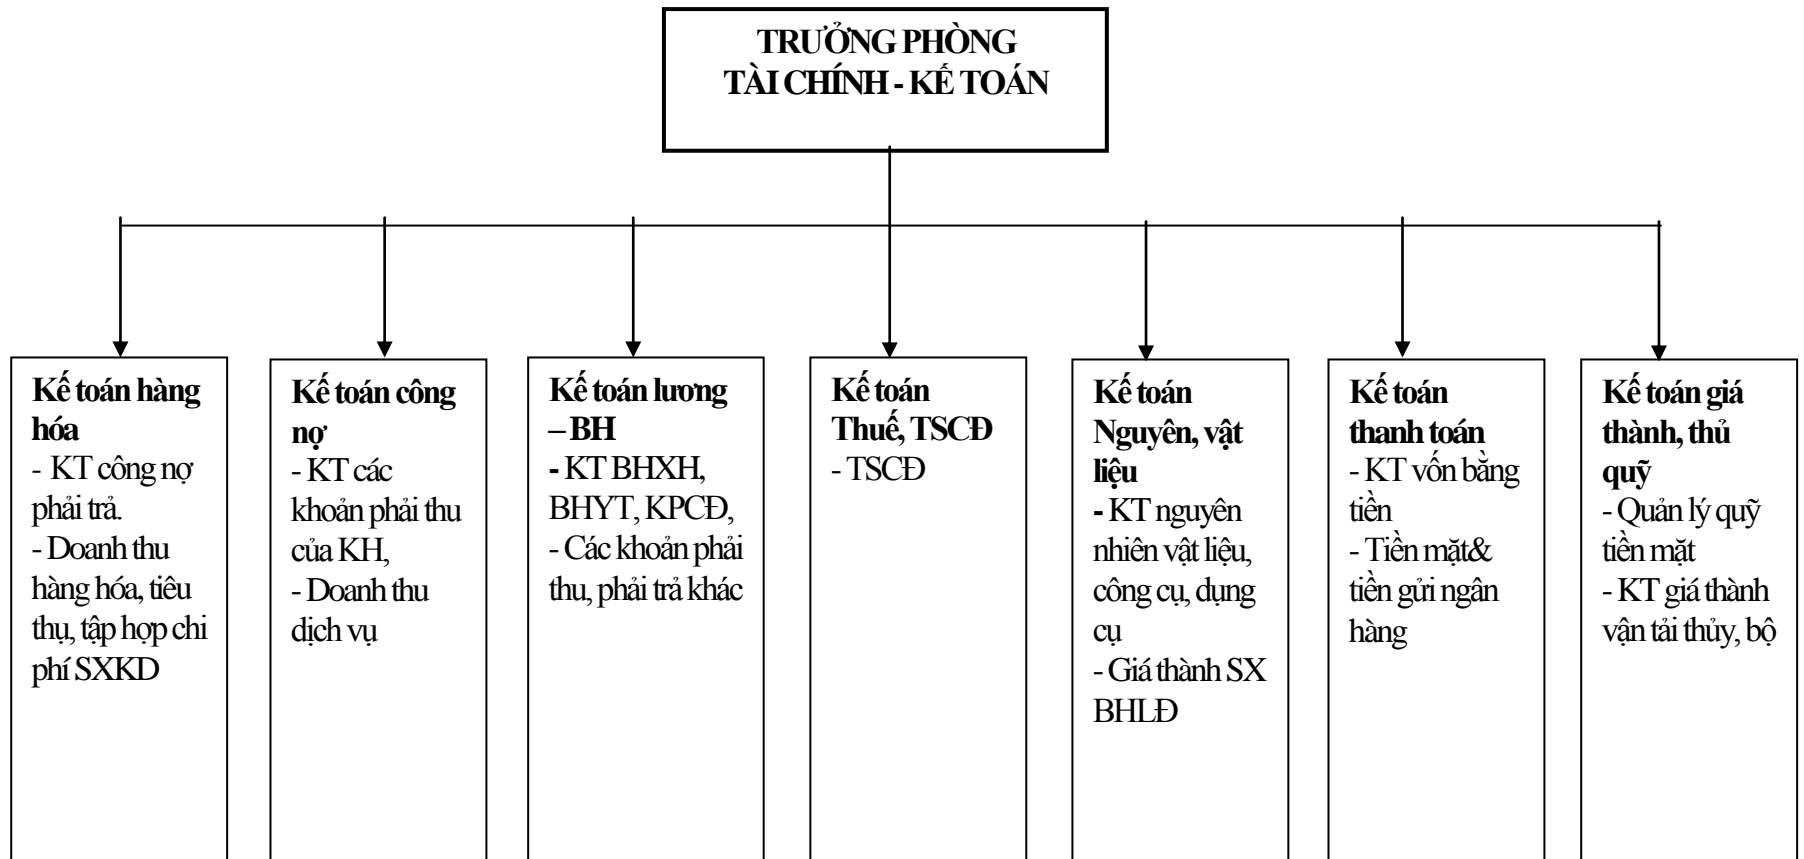 TRƯỞNG PHÒNG
TÀI CHÍNH - KẾ TOÁN
Kế toán hàng
hóa
- KT công nợ
phải trả.
- Doanh thu
hàng hóa, tiêu
thụ, tập hợp chi
phí SXKD
Kế toán công
nợ
- KT các
khoản phải thu
của KH,
- Doanh thu
dịch vụ
Kế toán lương
– BH
- KT BHXH,
BHYT, KPCĐ,
- Các khoản phải
thu, phải trả khác
Kế toán
Thuế, TSCĐ
- TSCĐ
Kế toán
Nguyên, vật
liệu
- KT nguyên
nhiên vật liệu,
công cụ, dụng
cụ
- Giá thành SX
BHLĐ
Kế toán
thanh toán
- KT vốn bằng
tiền
- Tiền mặt&
tiền gửi ngân
hàng
Kế toán giá
thành, thủ
quỹ
- Quản lý quỹ
tiền mặt
- KT giá thành
vận tải thủy, bộ